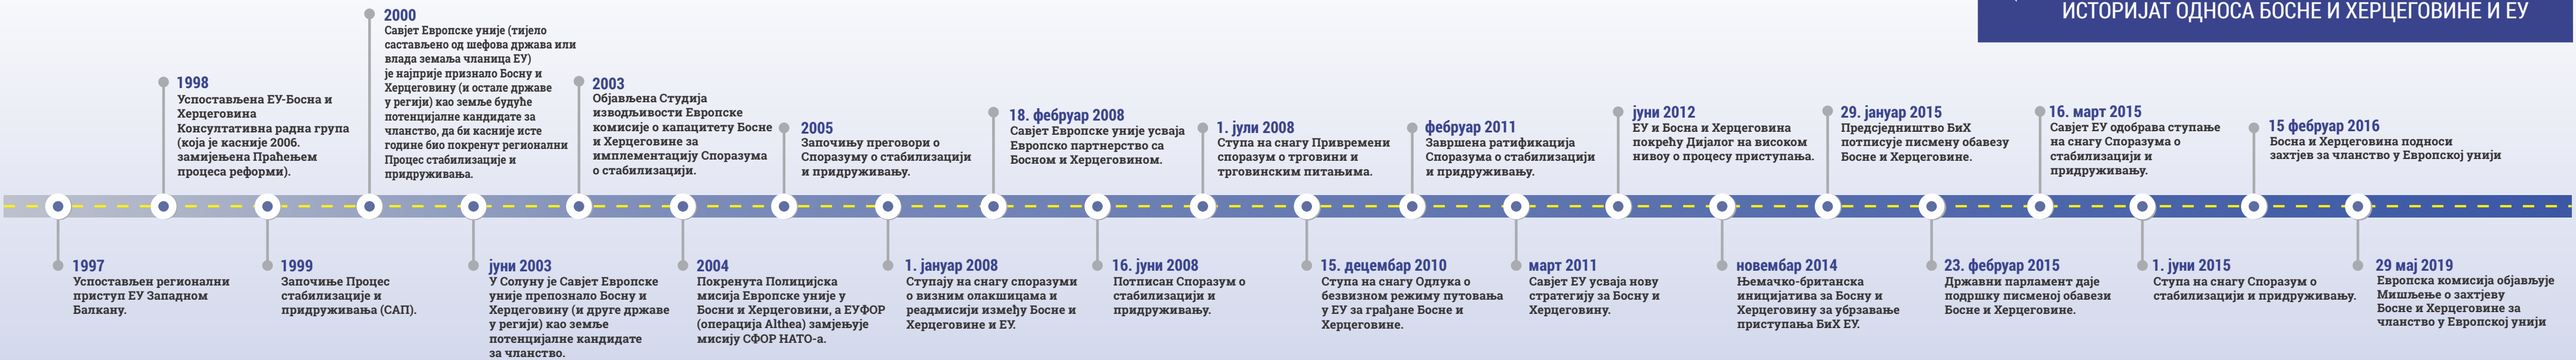 ИСТОРИЈАТ ОДНОСА БОСНЕ И ХЕРЦЕГОВИНЕ И ЕУ
1997
Успостављен регионални
приступ ЕУ Западном
Балкану.
1998
Успостављена ЕУ-Босна и
Херцеговина
Консултативна радна група
(која је касније 2006.
замијењена Праћењем
процеса реформи).
1999
Започиње Процес
стабилизације и
придруживања (САП).
2000
Савјет Европске уније (тијело
састављено од шефова држава или
влада земаља чланица ЕУ)
је најприје признало Босну и
Херцеговину (и остале државе
у регији) као земље будуће
потенцијалне кандидате за
чланство, да би касније исте
године био покренут регионални
Процес стабилизације и
придруживања.
јуни 2003
У Солуну је Савјет Европске
уније препознало Босну и
Херцеговину (и друге државе
у регији) као земље
потенцијалне кандидате
за чланство.
2003
Објављена Студија
изводљивости Европске
комисије о капацитету Босне
и Херцеговине за
имплементацију Споразума
о стабилизацији.
2004
Покренута Полицијска
мисија Европске уније у
Босни и Херцеговини, а ЕУФОР
(операција Althea) замјењује
мисију СФОР НАТО-а.
2005
Започињу преговори о
Споразуму о стабилизацији
и придруживању.
1. јануар 2008
Ступају на снагу споразуми
о визним олакшицама и
реадмисији између Босне и
Херцеговине и ЕУ.
18. фебруар 2008
Савјет Европске уније усваја
Европско партнерство са
Босном и Херцеговином.
16. јуни 2008
Потписан Споразум о
стабилизацији и
придруживању.
1. јули 2008
Ступа на снагу Привремени
споразум о трговини и
трговинским питањима.
15. децембар 2010
Ступа на снагу Одлука о
безвизном режиму путовања
у ЕУ за грађане Босне и
Херцеговине.
фебруар 2011
Завршена ратификација
Споразума о стабилизацији
и придруживању.
март 2011
Савјет ЕУ усваја нову
стратегију за Босну и
Херцеговину.
јуни 2012
ЕУ и Босна и Херцеговина
покрећу Дијалог на високом
нивоу о процесу приступања.
новембар 2014
Њемачко-британска
иницијатива за Босну и
Херцеговину за убрзавање
приступања БиХ ЕУ.
29. јануар 2015
Предсједништво БиХ
потписује писмену обавезу
Босне и Херцеговине.
23. фебруар 2015
Државни парламент даје
подршку писменој обавези
Босне и Херцеговине.
16. март 2015
Савјет ЕУ одобрава ступање
на снагу Споразума о
стабилизацији и
придруживању.
1. јуни 2015
Ступа на снагу Споразум о
стабилизацији и придруживању.
15 фебруар 2016
Босна и Херцеговина подноси
захтјев за чланство у Европској унији
29 мај 2019
Европска комисија објављује
Мишљење о захтјеву
Босне и Херцеговине за
чланство у Европској унији